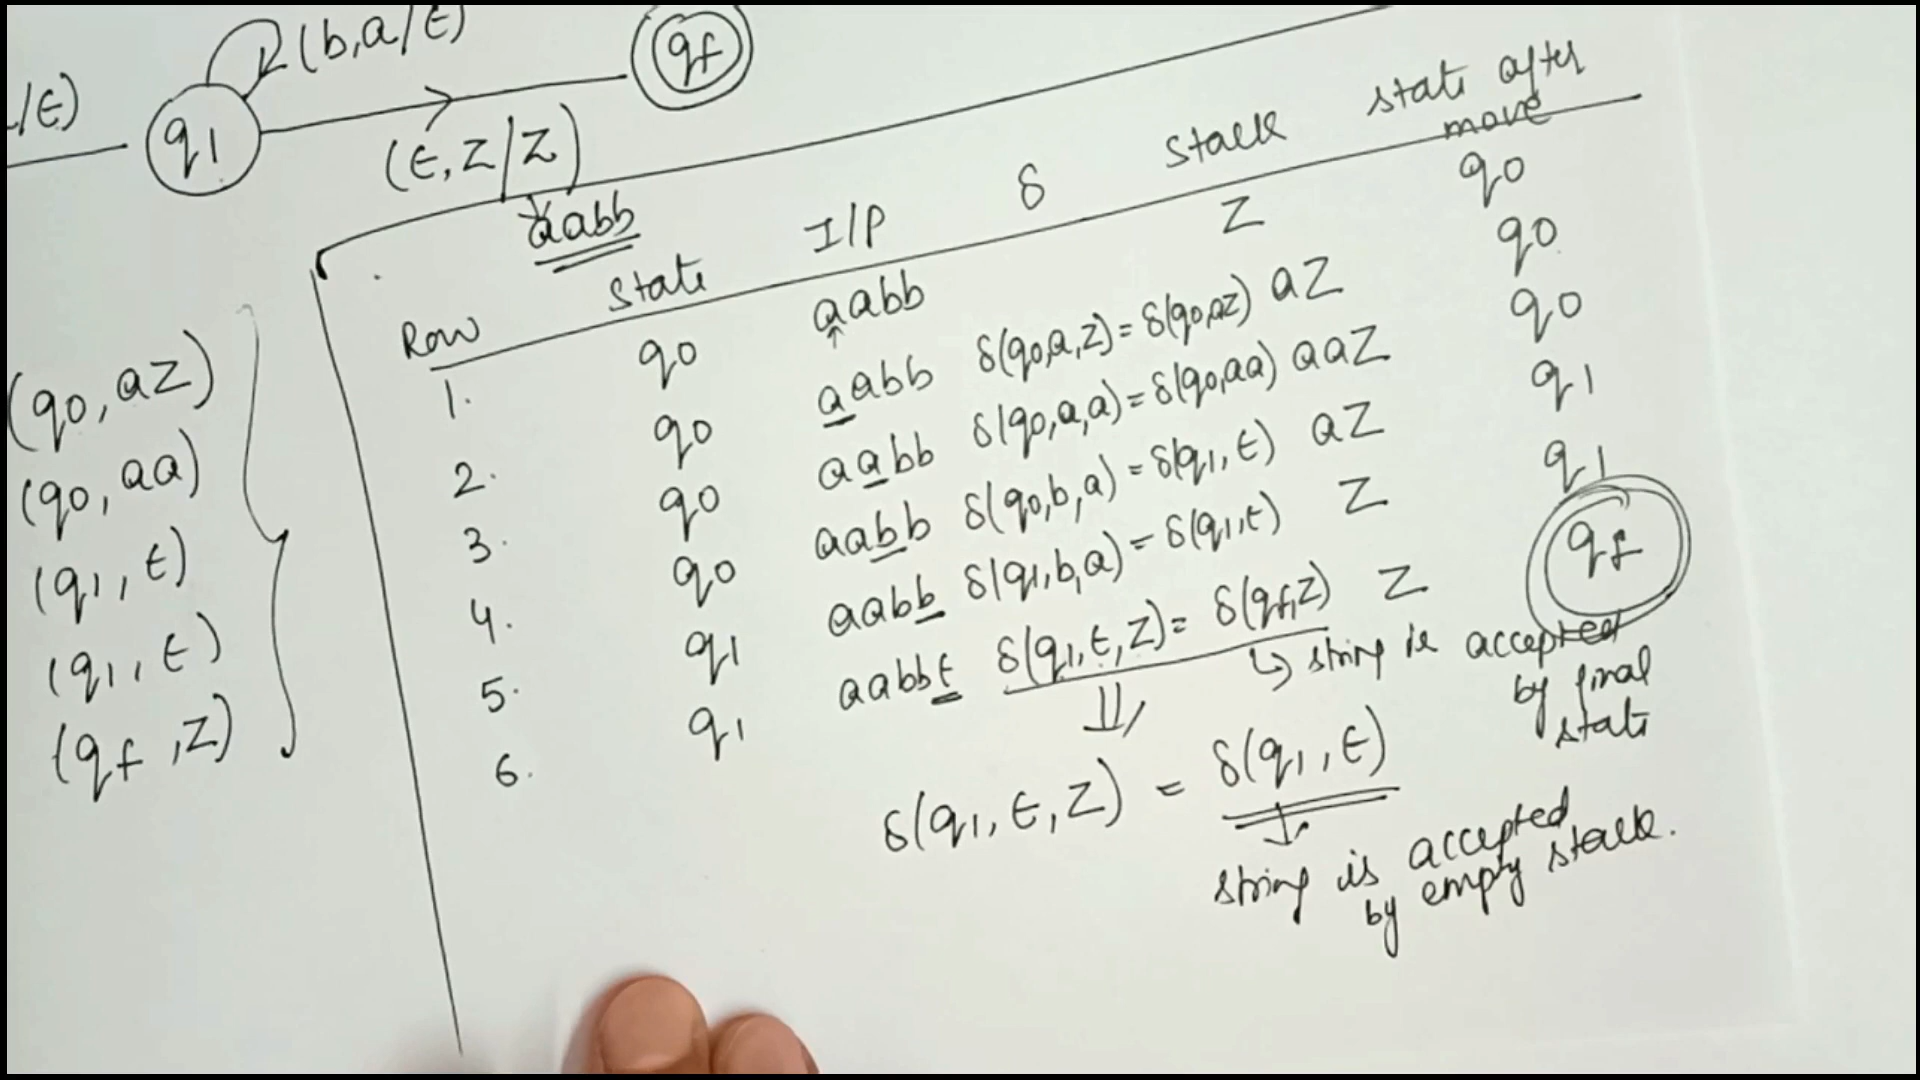 (b,a/ε)
qf
/ε)
q1
(ε,Z/Z)
aabb
Row State I/P δ Stack State after move
1. q0 aabb Z q0
2. q0 aabb δ(q0,a,Z) = δ(q0,aZ) aZ q0
3. q0 aabb δ(q0,a,a) = δ(q0,aa) aaZ q0
4. q0 aabb δ(q0,b,a) = δ(q1,ε) aZ q1
5. q1 aabb δ(q1,b,a) = δ(q1,ε) Z q1
6. q1 aabbε δ(q1,ε,Z) = δ(qf,Z) Z qf
↳ string is accepted
by final
state
⇓
δ(q1,ε,Z) = δ(q1,ε)
↓
string is accepted
by empty stack.
(q0,aZ)
(q0,aa)
(q1,ε)
(q1,ε)
(qf,Z)